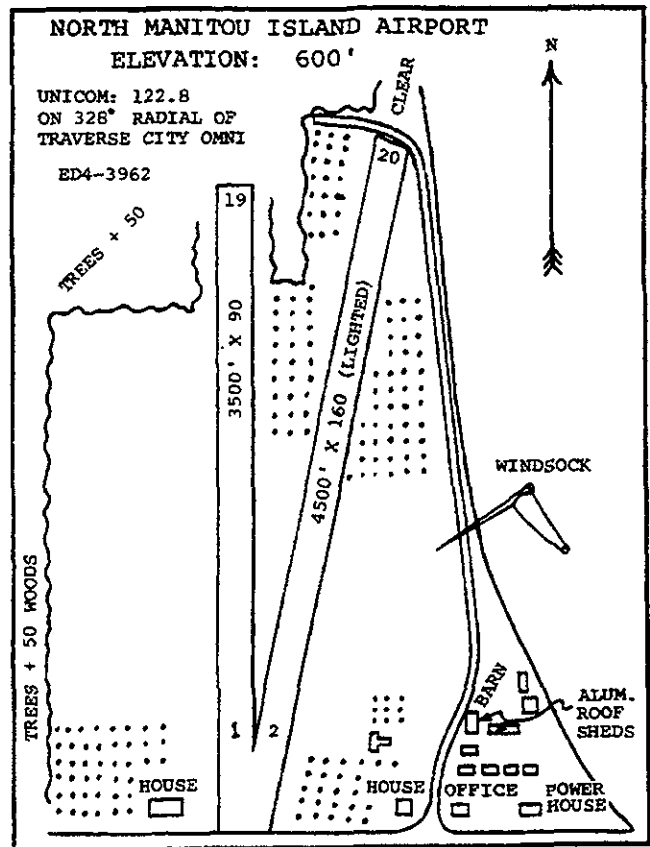 NORTH MANITOU ISLAND AIRPORT
ELEVATION: 600'
UNICOM: 122.8
ON 328° RADIAL OF
TRAVERSE CITY OMNI
ED4-3962
N
CLEAR
20
19
TREES + 50
3500' X 90
4500' X 160 (LIGHTED)
WINDSOCK
TREES + 50 WOODS
1
2
BARN
ALUM.
ROOF
SHEDS
HOUSE
HOUSE
OFFICE
POWER
HOUSE